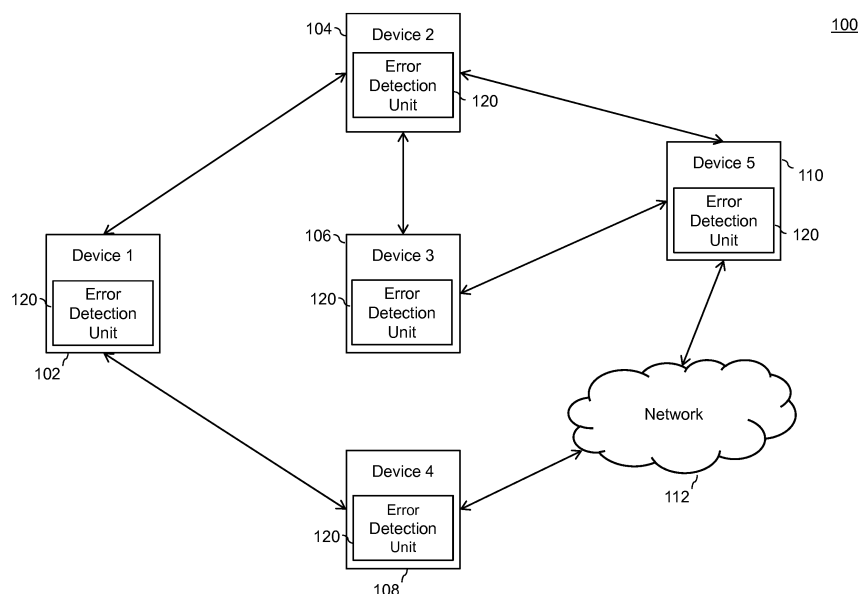 100
104
Device 2
Error
Detection
Unit
120
Device 5
110
Error
Detection
Unit
120
106
Device 3
120
Error
Detection
Unit
Device 1
120
Error
Detection
Unit
102
Network
112
Device 4
120
Error
Detection
Unit
108